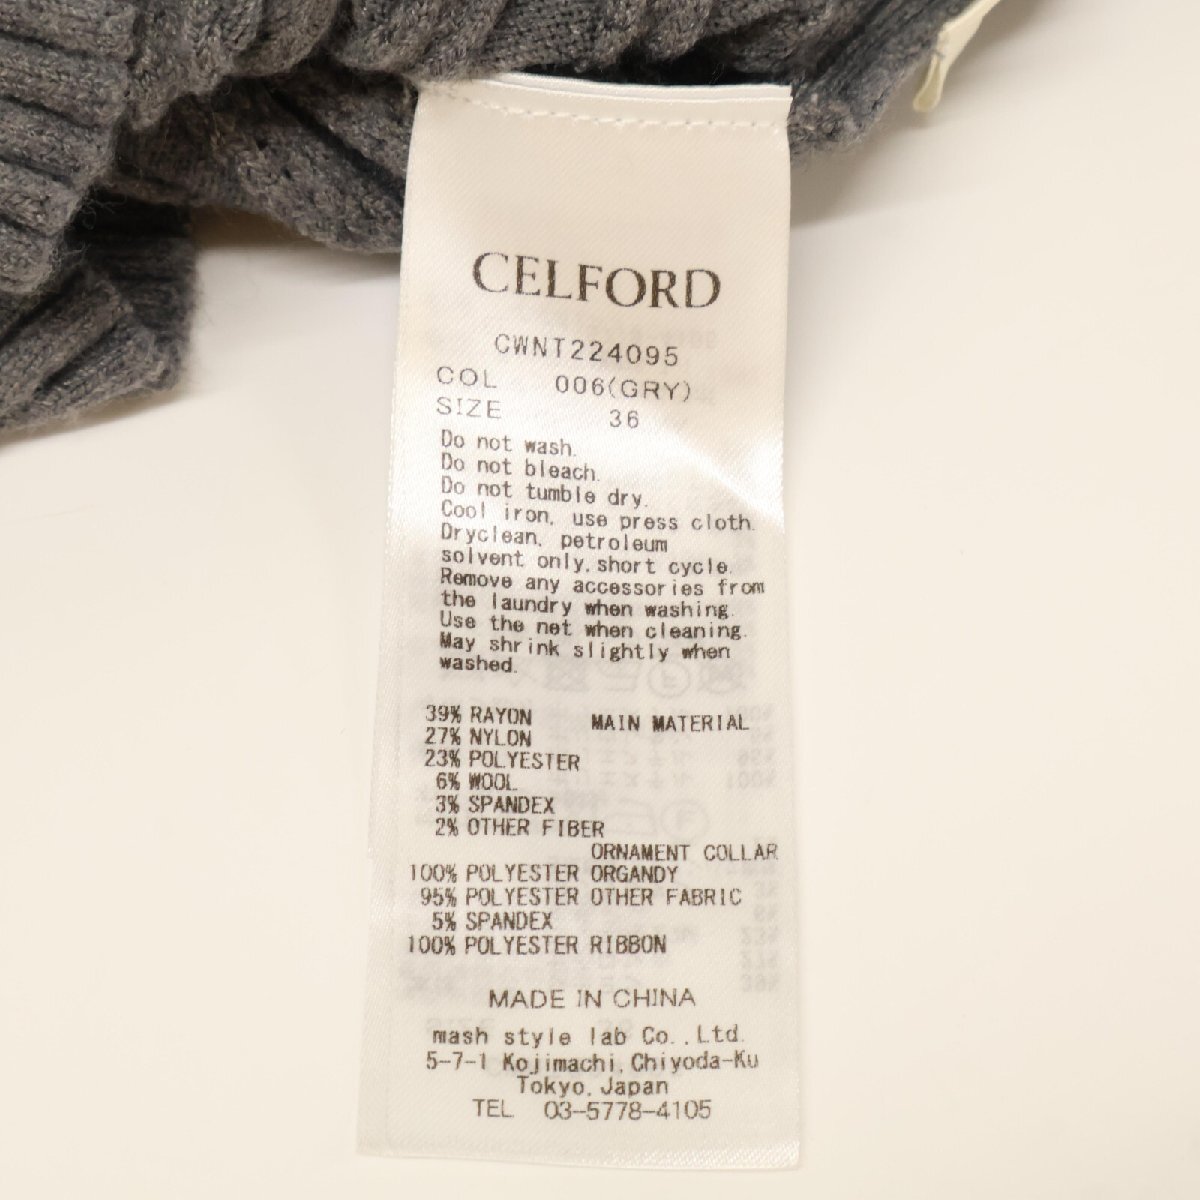 CELFORD
CWNT224095
COL 006(GRY)
SIZE 36
Do not wash.
Do not bleach.
Do not tumble dry.
Cool iron, use press cloth.
Dryclean, petroleum
solvent only, short cycle.
Remove any accessories from
the laundry when washing.
Use the net when cleaning.
May shrink slightly when
washed.
39% RAYON MAIN MATERIAL
27% NYLON
23% POLYESTER
6% WOOL
3% SPANDEX
2% OTHER FIBER
ORNAMENT COLLAR
100% POLYESTER ORGANDY
95% POLYESTER OTHER FABRIC
5% SPANDEX
100% POLYESTER RIBBON
MADE IN CHINA
mash style lab Co., Ltd.
5-7-1 Kojimachi, Chiyoda-Ku
Tokyo, Japan
TEL 03-5778-4105